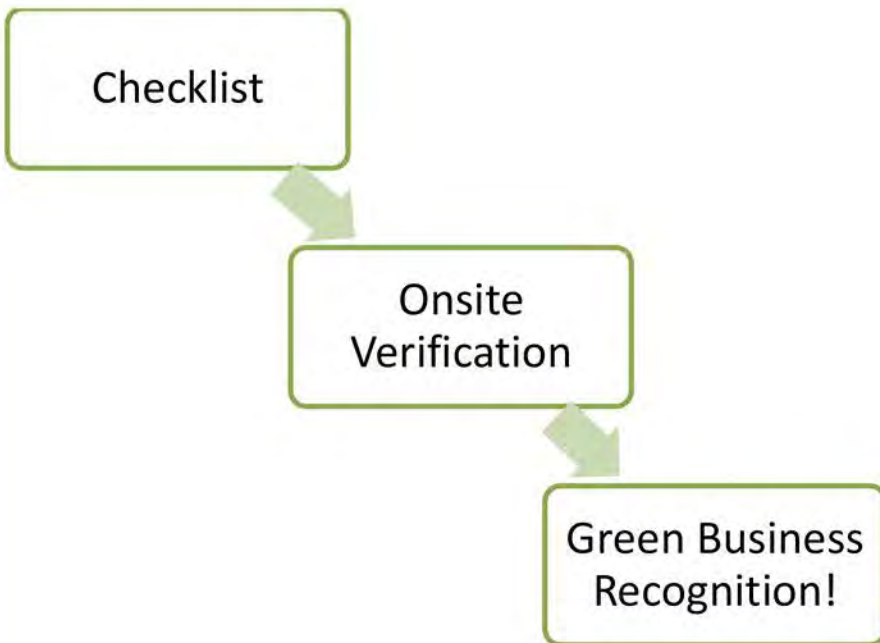 Checklist
Onsite
Verification
Green Business
Recognition!